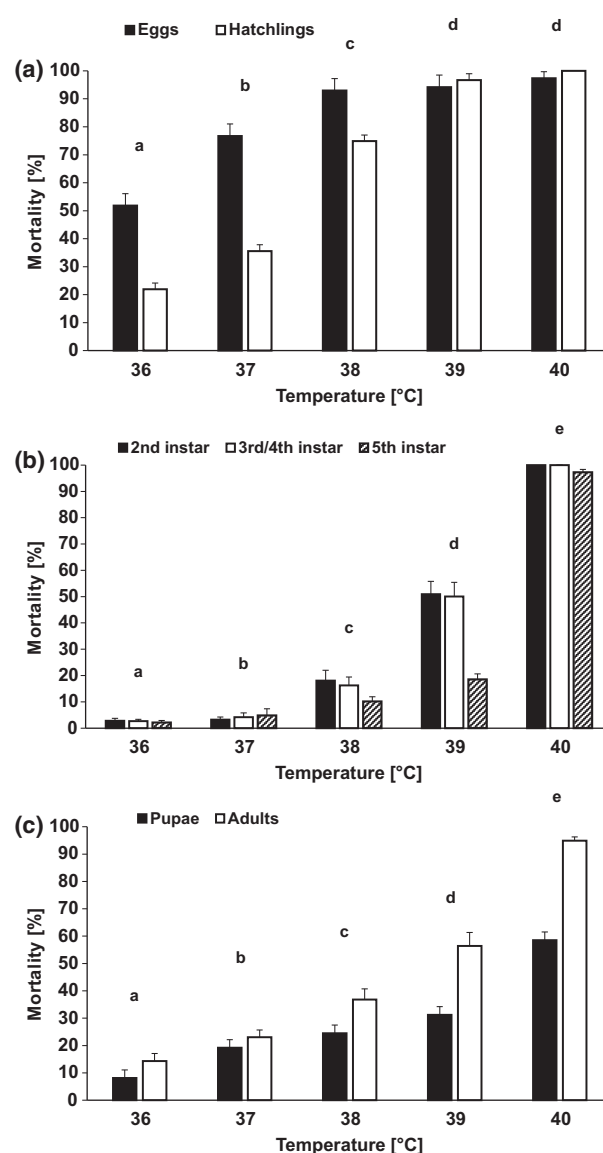 ■ Eggs □ Hatchlings
(a)
a b c d d
Mortality [%]
100
90
80
70
60
50
40
30
20
10
0
36 37 38 39 40
Temperature [°C]
(b)
■ 2nd instar □ 3rd/4th instar ▨ 5th instar
a b c d e
Mortality [%]
100
90
80
70
60
50
40
30
20
10
0
36 37 38 39 40
Temperature [°C]
(c)
■ Pupae □ Adults
a b c d e
Mortality [%]
100
90
80
70
60
50
40
30
20
10
0
36 37 38 39 40
Temperature [°C]